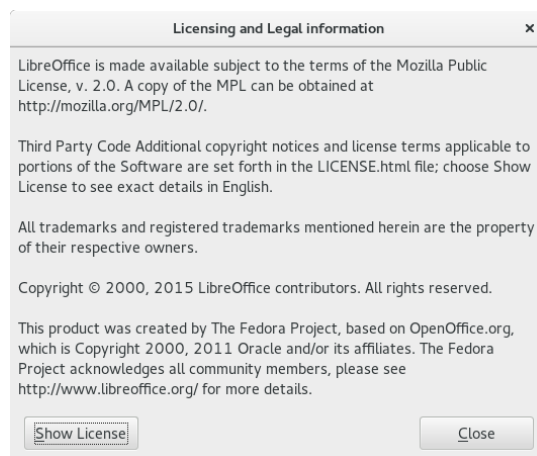 Licensing and Legal information
×
LibreOffice is made available subject to the terms of the Mozilla Public
License, v. 2.0. A copy of the MPL can be obtained at
http://mozilla.org/MPL/2.0/.
Third Party Code Additional copyright notices and license terms applicable to
portions of the Software are set forth in the LICENSE.html file; choose Show
License to see exact details in English.
All trademarks and registered trademarks mentioned herein are the property
of their respective owners.
Copyright © 2000, 2015 LibreOffice contributors. All rights reserved.
This product was created by The Fedora Project, based on OpenOffice.org,
which is Copyright 2000, 2011 Oracle and/or its affiliates. The Fedora
Project acknowledges all community members, please see
http://www.libreoffice.org/ for more details.
Show License
Close